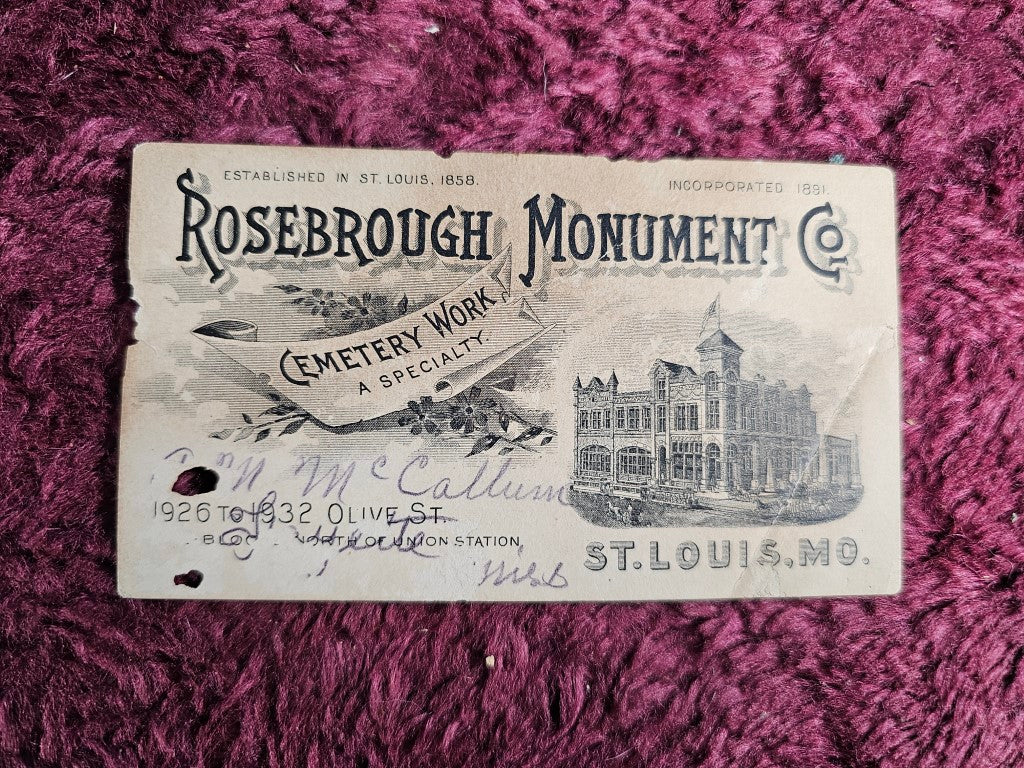 ESTABLISHED IN ST. LOUIS, 1858.
INCORPORATED 1891.
ROSEBROUGH MONUMENT CO.
CEMETERY WORK
A SPECIALTY.
McCallum
1926 TO 1932 OLIVE ST.
NORTH OF UNION STATION,
ST. LOUIS, MO.